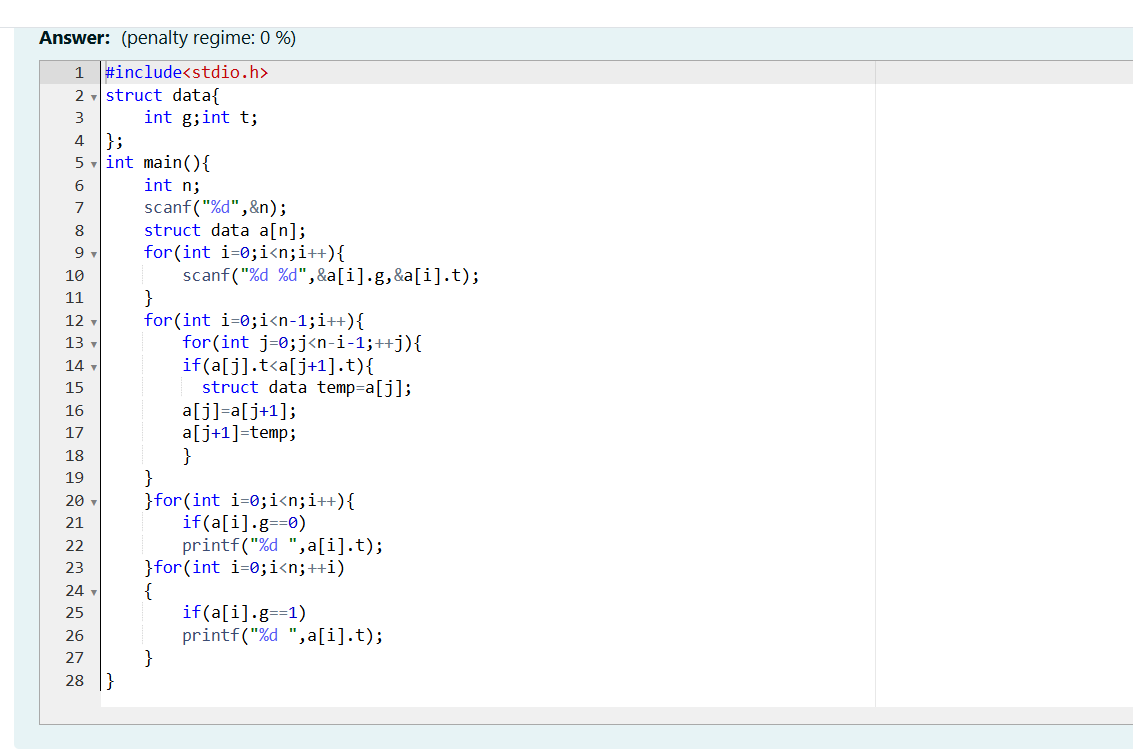 Answer: (penalty regime: 0 %)
1 #include<stdio.h>
2 struct data{
3     int g;int t;
4 };
5 int main(){
6     int n;
7     scanf("%d",&n);
8     struct data a[n];
9     for(int i=0;i<n;i++){
10         scanf("%d %d",&a[i].g,&a[i].t);
11     }
12     for(int i=0;i<n-1;i++){
13         for(int j=0;j<n-i-1;++j){
14         if(a[j].t<a[j+1].t){
15           struct data temp=a[j];
16         a[j]=a[j+1];
17         a[j+1]=temp;
18         }
19     }
20     }for(int i=0;i<n;i++){
21         if(a[i].g==0)
22         printf("%d ",a[i].t);
23     }for(int i=0;i<n;++i)
24     {
25         if(a[i].g==1)
26         printf("%d ",a[i].t);
27     }
28 }